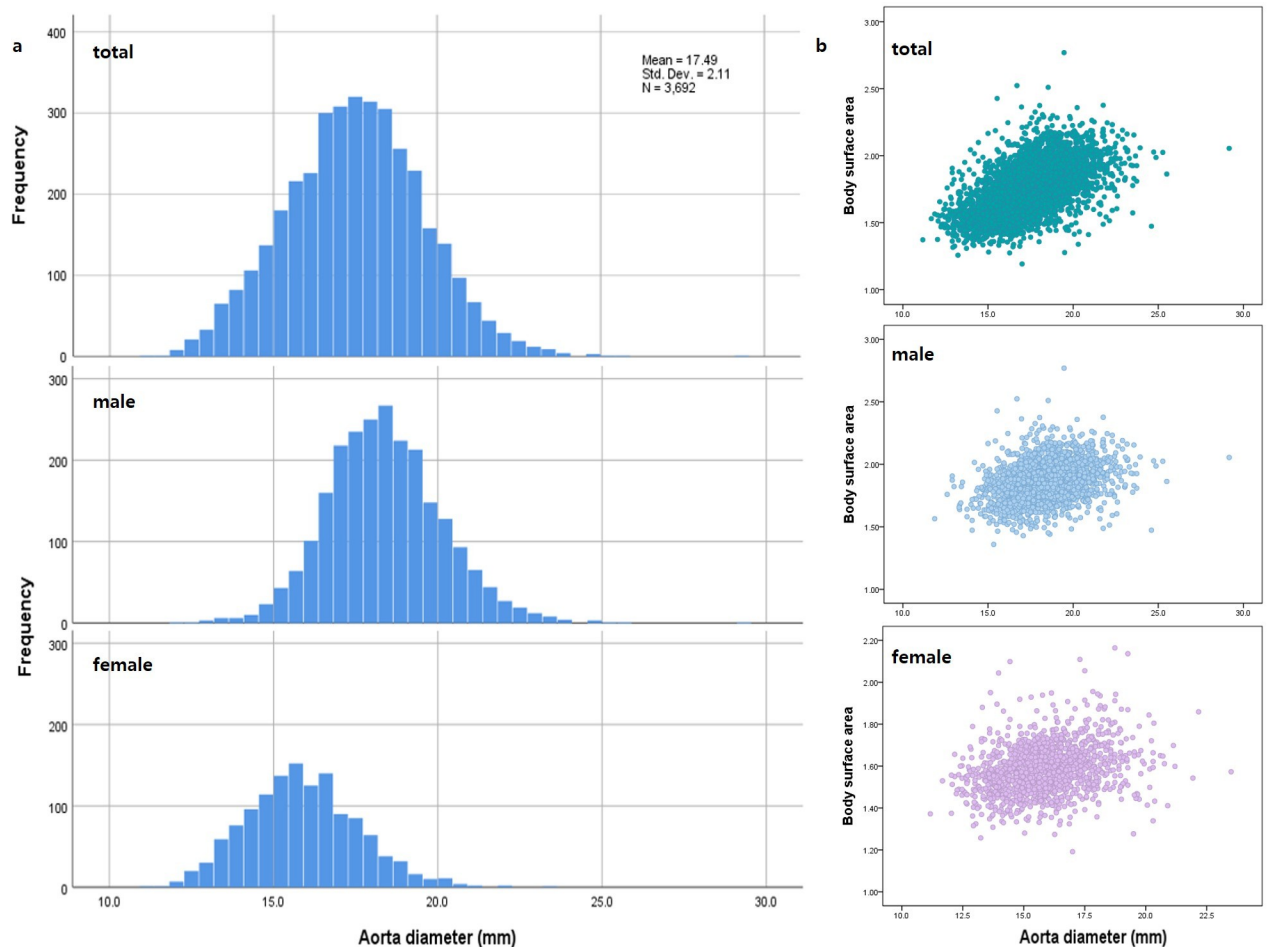 a
total
Mean = 17.49
Std. Dev. = 2.11
N = 3,692
Frequency
400
300
200
100
0
male
300
200
100
0
Frequency
female
300
200
100
0
10.0 15.0 20.0 25.0 30.0
Aorta diameter (mm)
b
total
Body surface area
3.00
2.50
2.00
1.50
1.00
10.0 15.0 20.0 25.0 30.0
male
Body surface area
3.00
2.50
2.00
1.50
1.00
10.0 15.0 20.0 25.0 30.0
female
Body surface area
2.20
2.00
1.80
1.60
1.40
1.20
1.00
10.0 12.5 15.0 17.5 20.0 22.5
Aorta diameter (mm)